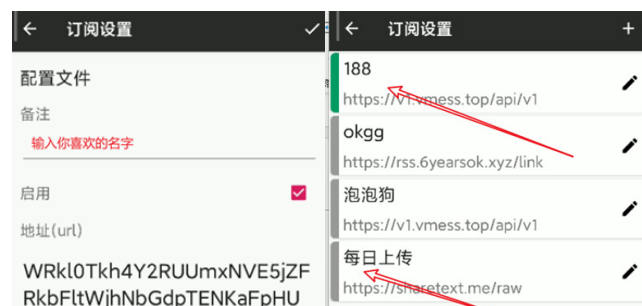 订阅设置
配置文件
备注
输入你喜欢的名字
启用
地址(url)
WRkl0Tkh4Y2RUUmxNVE5jZF
RkbFltWjhNbGdpTENKaFpHU
订阅设置
188
https://v1.vmess.top/api/v1
okgg
https://rss.6yearsok.xyz/link
泡泡狗
https://v1.vmess.top/api/v1
每日上传
https://sharetext.me/raw